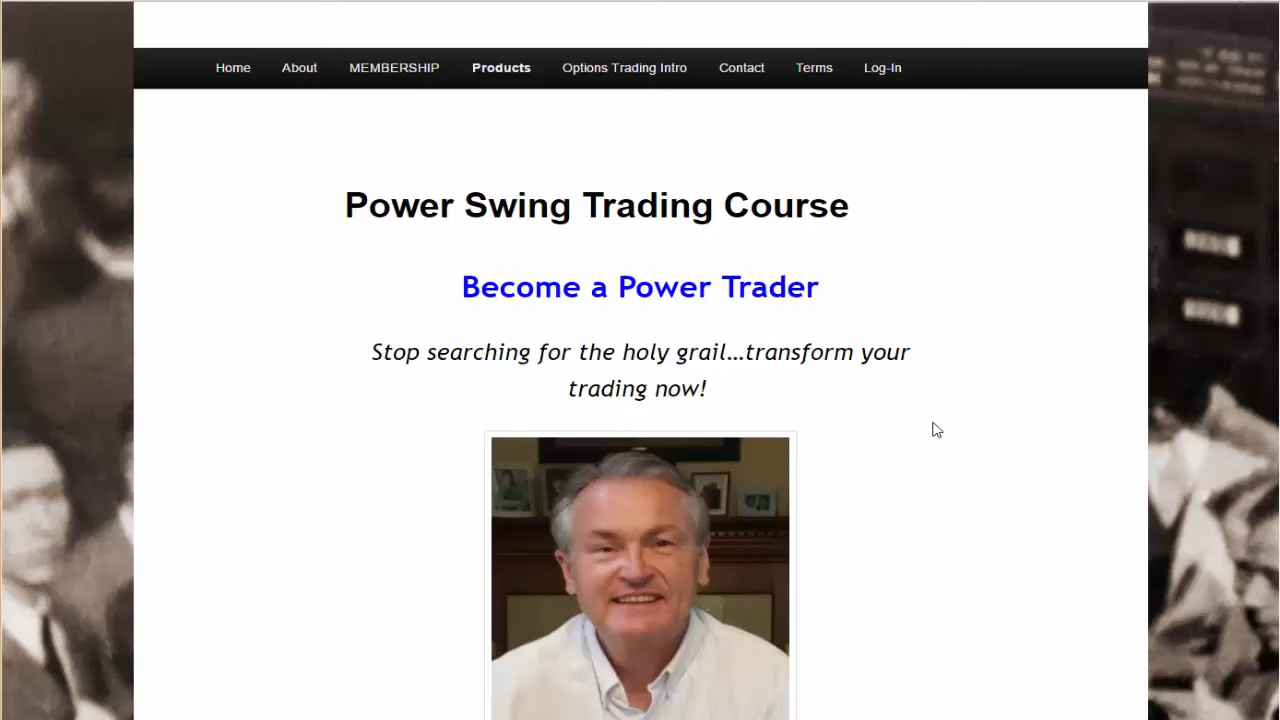 Home About MEMBERSHIP Products Options Trading Intro Contact Terms Log-In
Power Swing Trading Course
Become a Power Trader
Stop searching for the holy grail...transform your
trading now!